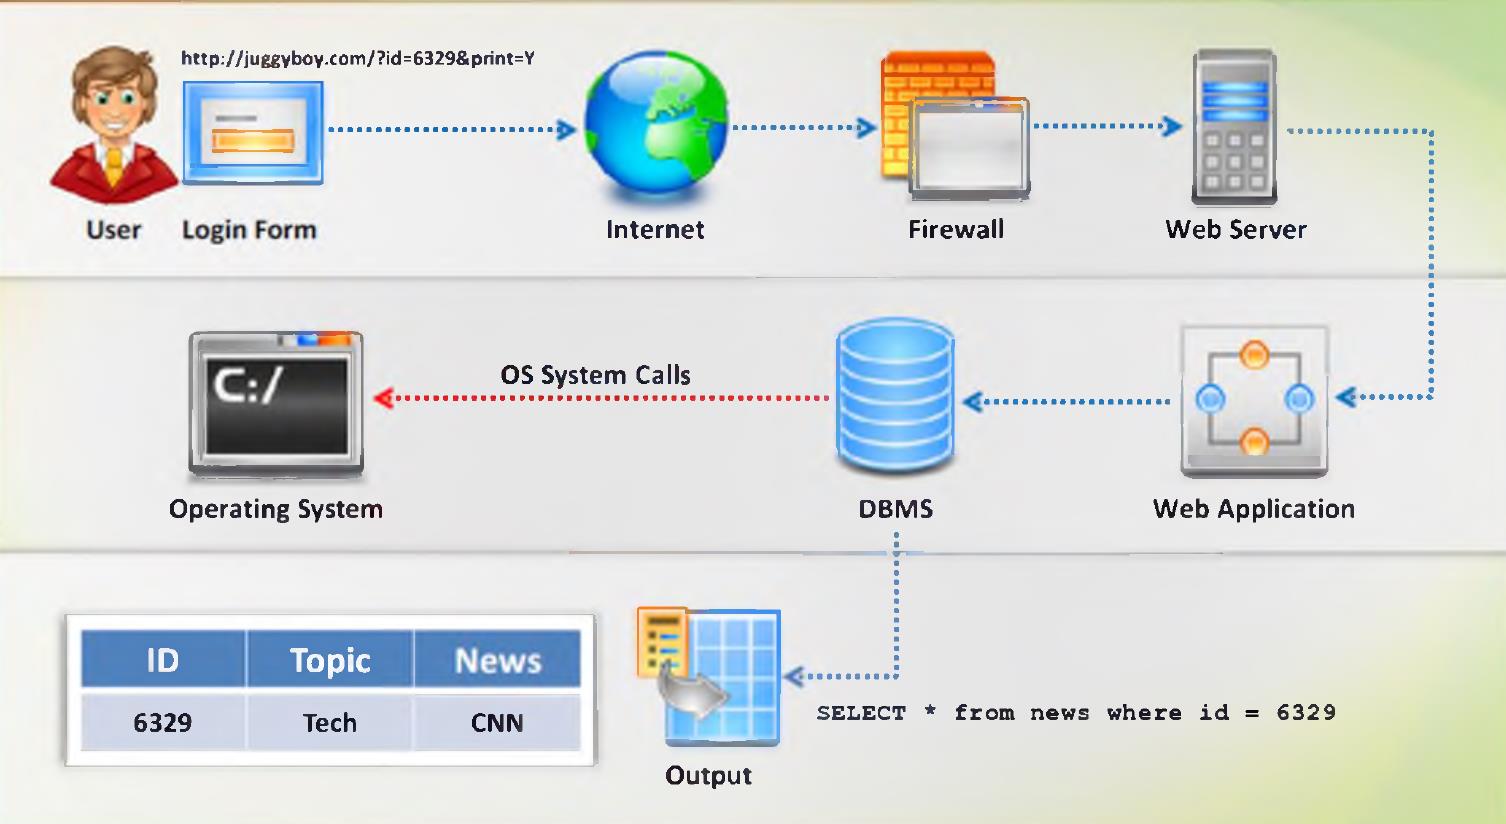 http://juggyboy.com/?id=6329&print=Y
User
Login Form
Internet
Firewall
Web Server
C:/
OS System Calls
Operating System
DBMS
Web Application
ID Topic News
6329 Tech CNN
SELECT * from news where id = 6329
Output